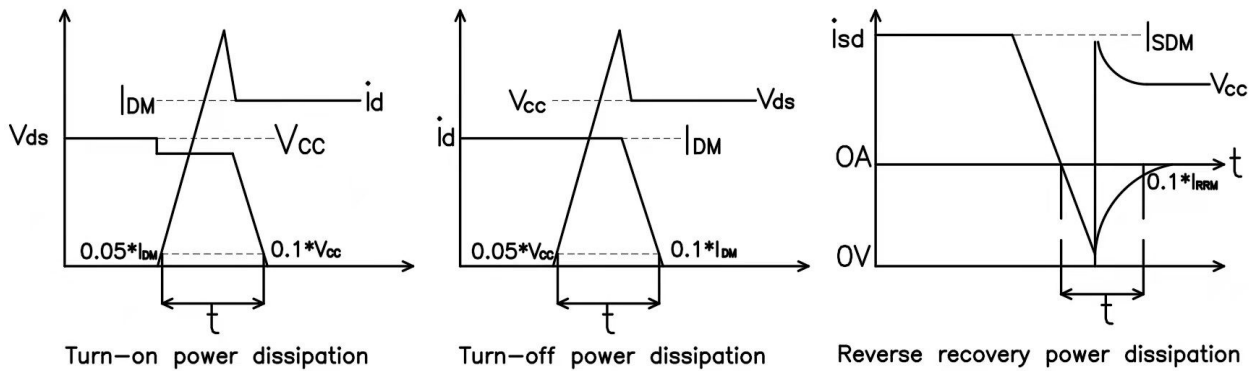 IDM
id
Vds
VCC
0.05*IDM
0.1*VCC
t
Turn-on power dissipation
VCC
Vds
id
IDM
0.05*VCC
0.1*IDM
t
Turn-off power dissipation
isd
ISDM
VCC
0A
t
0.1*IRRM
0V
t
Reverse recovery power dissipation